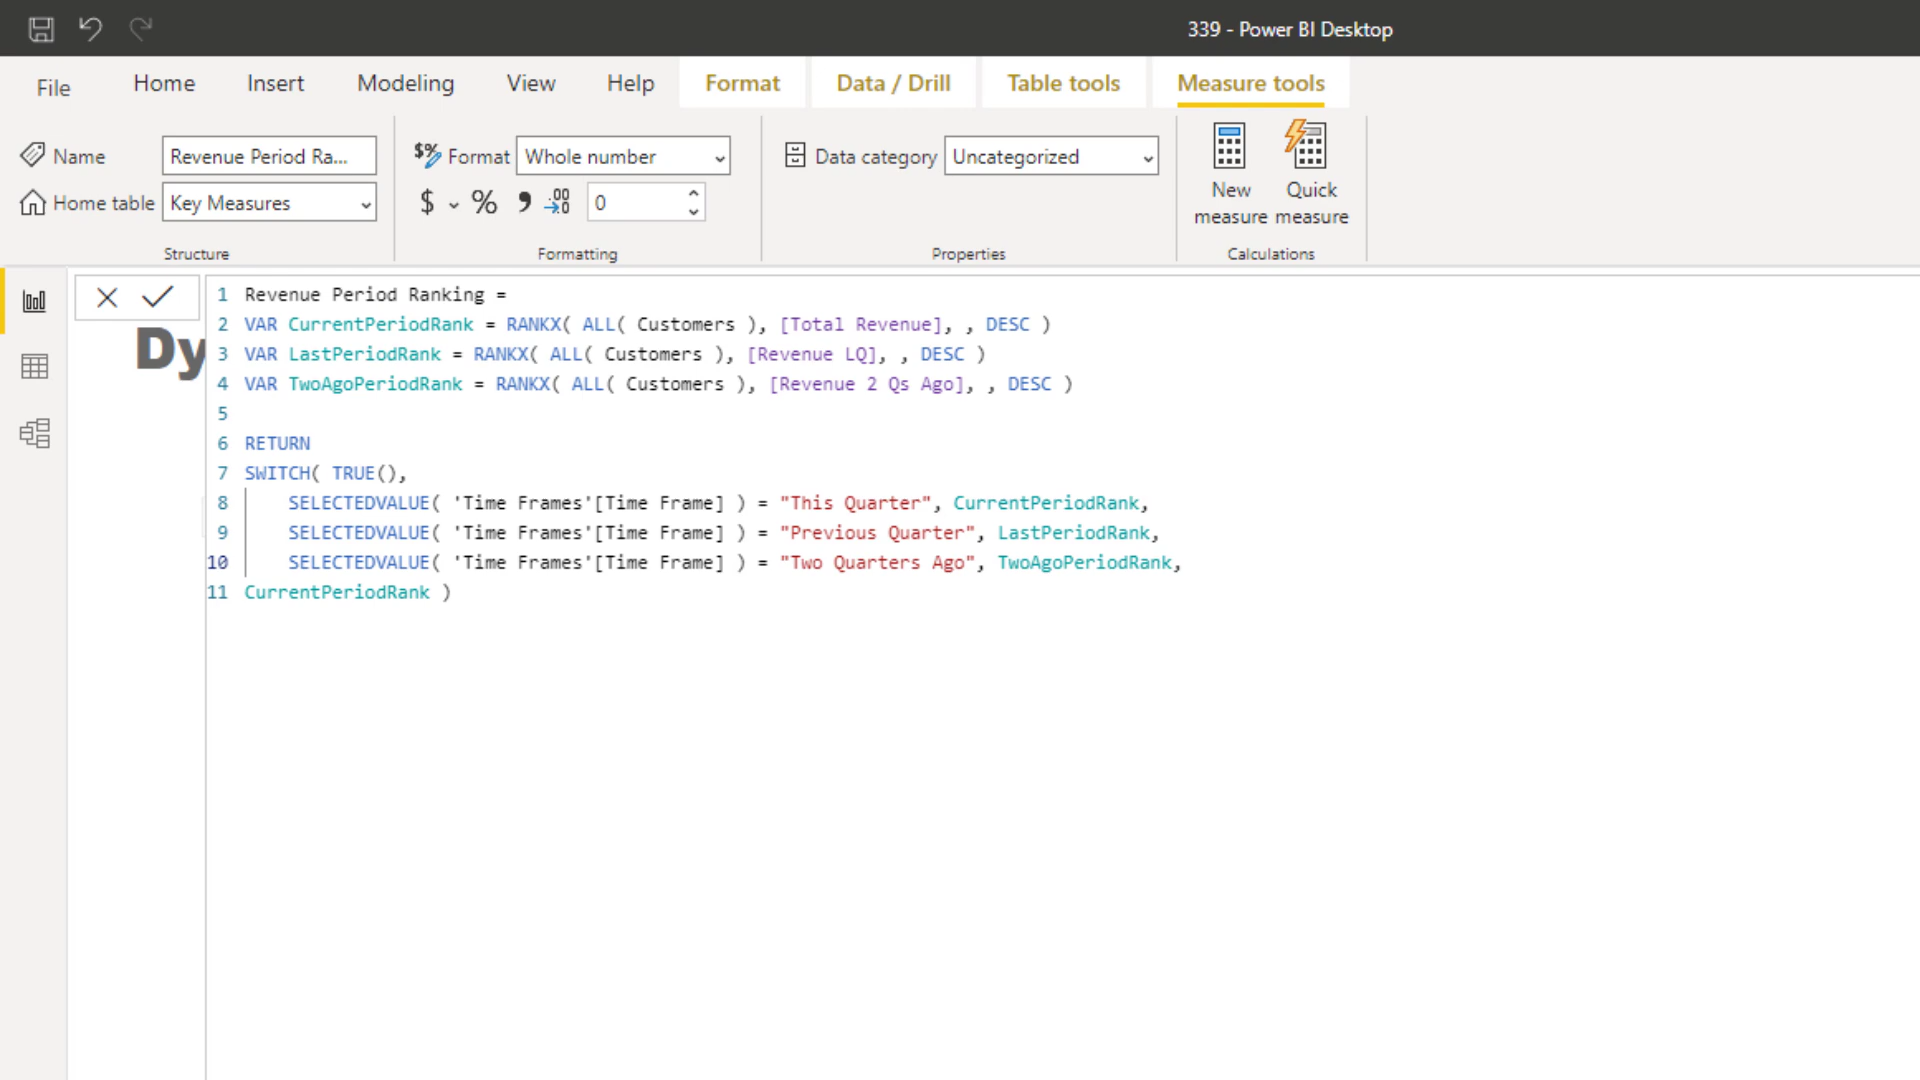 339 - Power BI Desktop
File Home Insert Modeling View Help Format Data / Drill Table tools Measure tools
Name Revenue Period Ra... $% Format Whole number Data category Uncategorized
Home table Key Measures $ % , .00 0 New measure Quick measure
Structure Formatting Properties Calculations
Dy
1 Revenue Period Ranking =
2 VAR CurrentPeriodRank = RANKX( ALL( Customers ), [Total Revenue], , DESC )
3 VAR LastPeriodRank = RANKX( ALL( Customers ), [Revenue LQ], , DESC )
4 VAR TwoAgoPeriodRank = RANKX( ALL( Customers ), [Revenue 2 Qs Ago], , DESC )
5
6 RETURN
7 SWITCH( TRUE(),
8 SELECTEDVALUE( 'Time Frames'[Time Frame] ) = "This Quarter", CurrentPeriodRank,
9 SELECTEDVALUE( 'Time Frames'[Time Frame] ) = "Previous Quarter", LastPeriodRank,
10 SELECTEDVALUE( 'Time Frames'[Time Frame] ) = "Two Quarters Ago", TwoAgoPeriodRank,
11 CurrentPeriodRank )